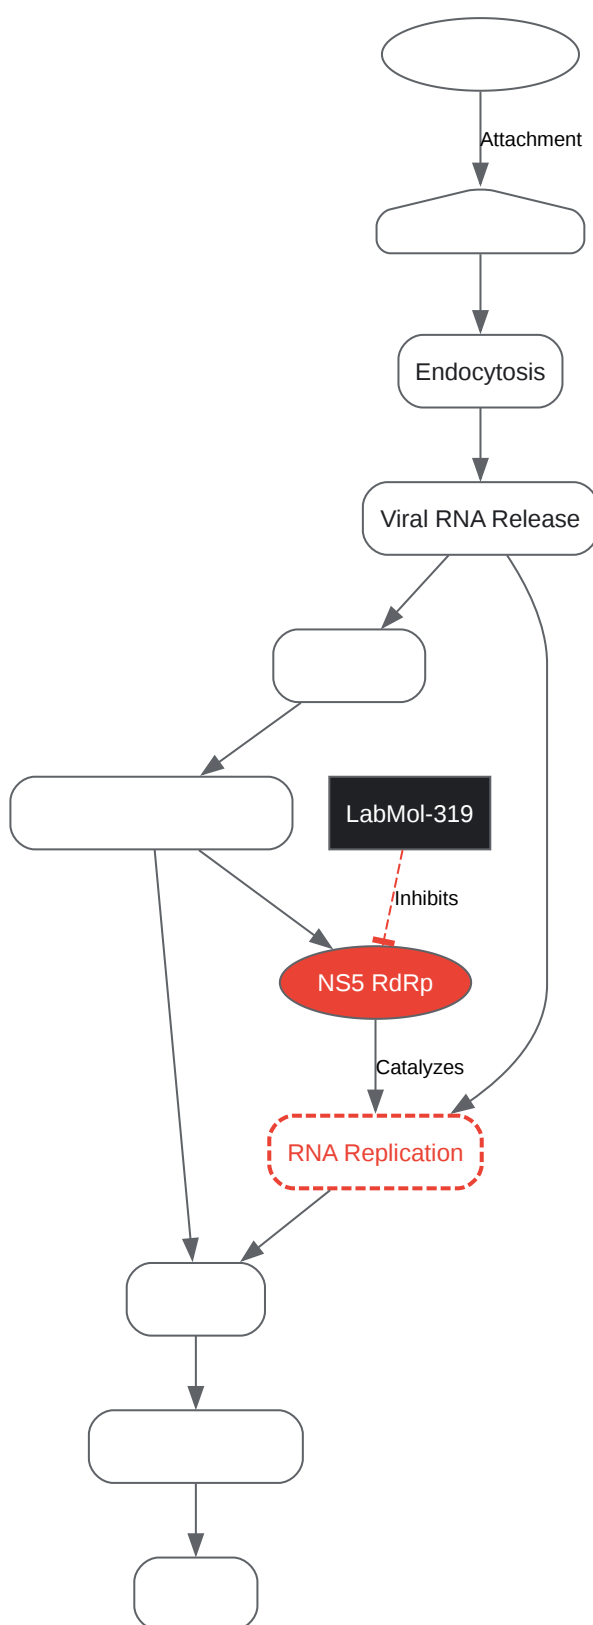 Attachment
Endocytosis
Viral RNA Release
LabMol-319
Inhibits
NS5 RdRp
Catalyzes
RNA Replication